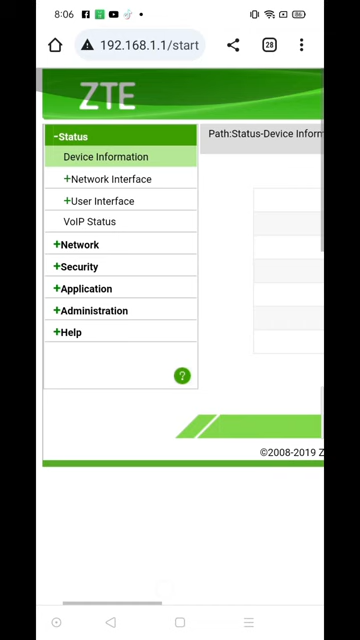 8:06
86
192.168.1.1/start
28
ZTE
-Status
Path:Status-Device Inform
Device Information
+Network Interface
+User Interface
VoIP Status
+Network
+Security
+Application
+Administration
+Help
?
©2008-2019 Z